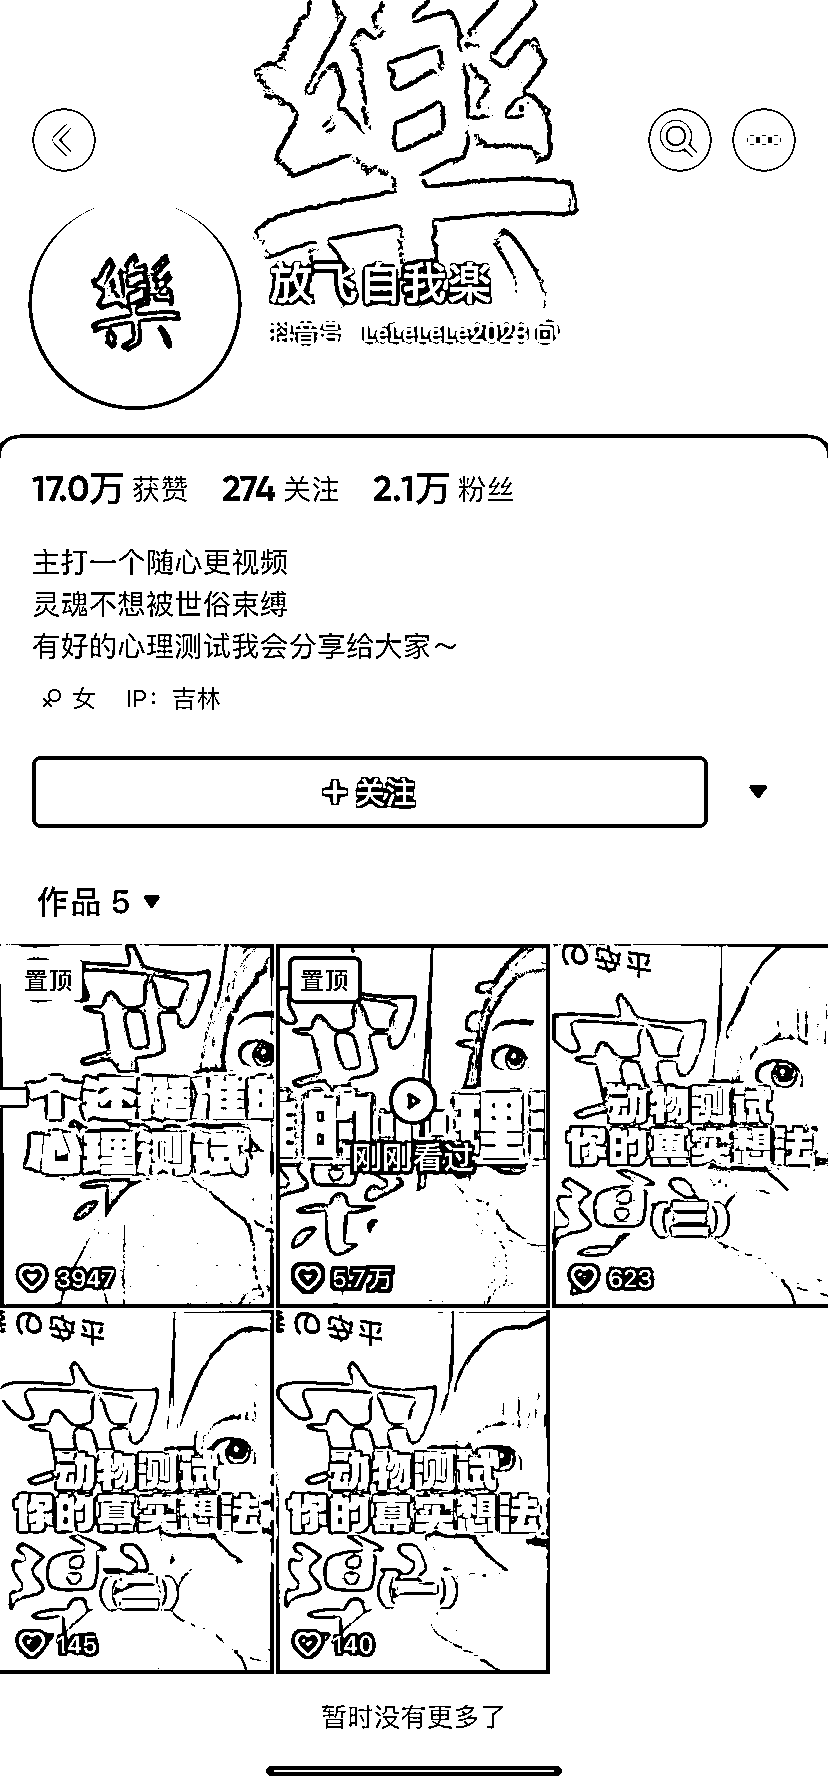 樂
樂
放飞自我楽
抖音号：LeLeLeLe2028
17.0万 获赞 274 关注 2.1万 粉丝
主打一个随心更视频
灵魂不想被世俗束缚
有好的心理测试我会分享给大家～
女 IP：吉林
+ 关注
作品 5
置顶
一个还挺准的
心理测试
3947
置顶
准的心理测
刚刚看过
5.7万
动物测试
你的真实想法
623
动物测试
你的真实想法
145
动物测试
你的真实想法
140
暂时没有更多了